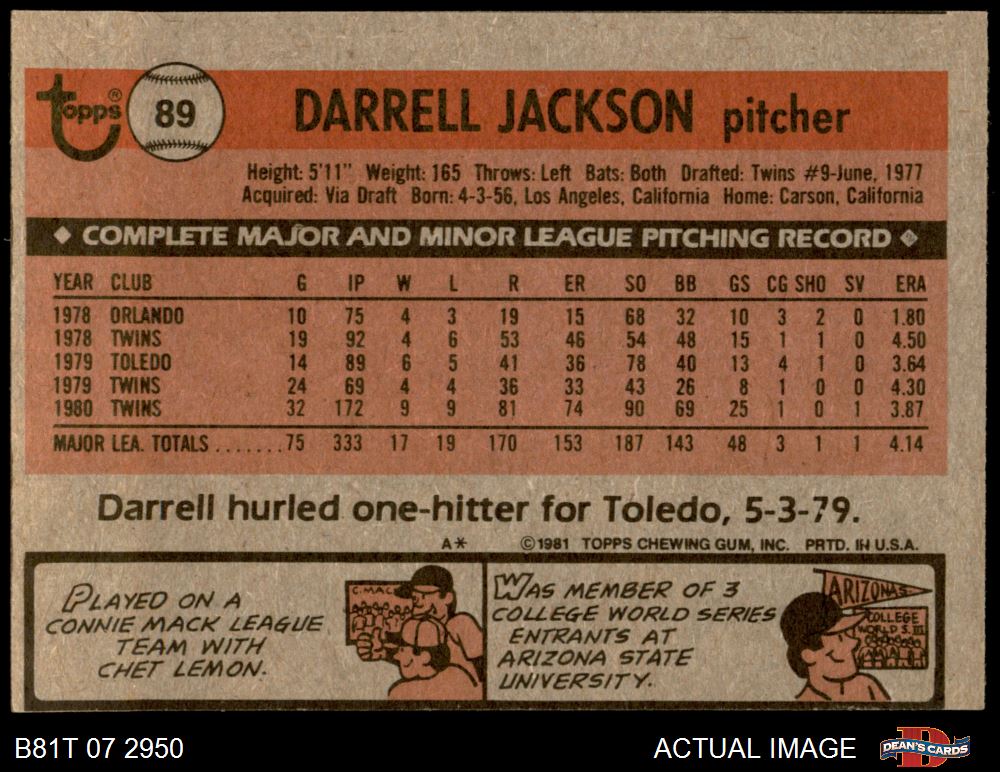 Topps® 89 DARRELL JACKSON pitcher
Height: 5'11" Weight: 165 Throws: Left Bats: Both Drafted: Twins #9-June, 1977
Acquired: Via Draft Born: 4-3-56, Los Angeles, California Home: Carson, California
◆ COMPLETE MAJOR AND MINOR LEAGUE PITCHING RECORD ◆
YEAR CLUB G IP W L R ER SO BB GS CG SHO SV ERA
1978 ORLANDO 10 75 4 3 19 15 68 32 10 3 2 0 1.80
1978 TWINS 19 92 4 6 53 46 54 48 15 1 1 0 4.50
1979 TOLEDO 14 89 6 5 41 36 78 40 13 4 1 0 3.64
1979 TWINS 24 69 4 4 36 33 43 26 8 1 0 0 4.30
1980 TWINS 32 172 9 9 81 74 90 69 25 1 0 1 3.87
MAJOR LEA. TOTALS .......75 333 17 19 170 153 187 143 48 3 1 1 4.14
Darrell hurled one-hitter for Toledo, 5-3-79.
A* ©1981 TOPPS CHEWING GUM, INC. PRTD. IN U.S.A.
PLAYED ON A
CONNIE MACK LEAGUE
TEAM WITH
CHET LEMON.
C. MAC
WAS MEMBER OF 3
COLLEGE WORLD SERIES
ENTRANTS AT
ARIZONA STATE
UNIVERSITY.
ARIZONA
COLLEGE
WORLD S.
B81T 07 2950 ACTUAL IMAGE DEAN'S CARDS